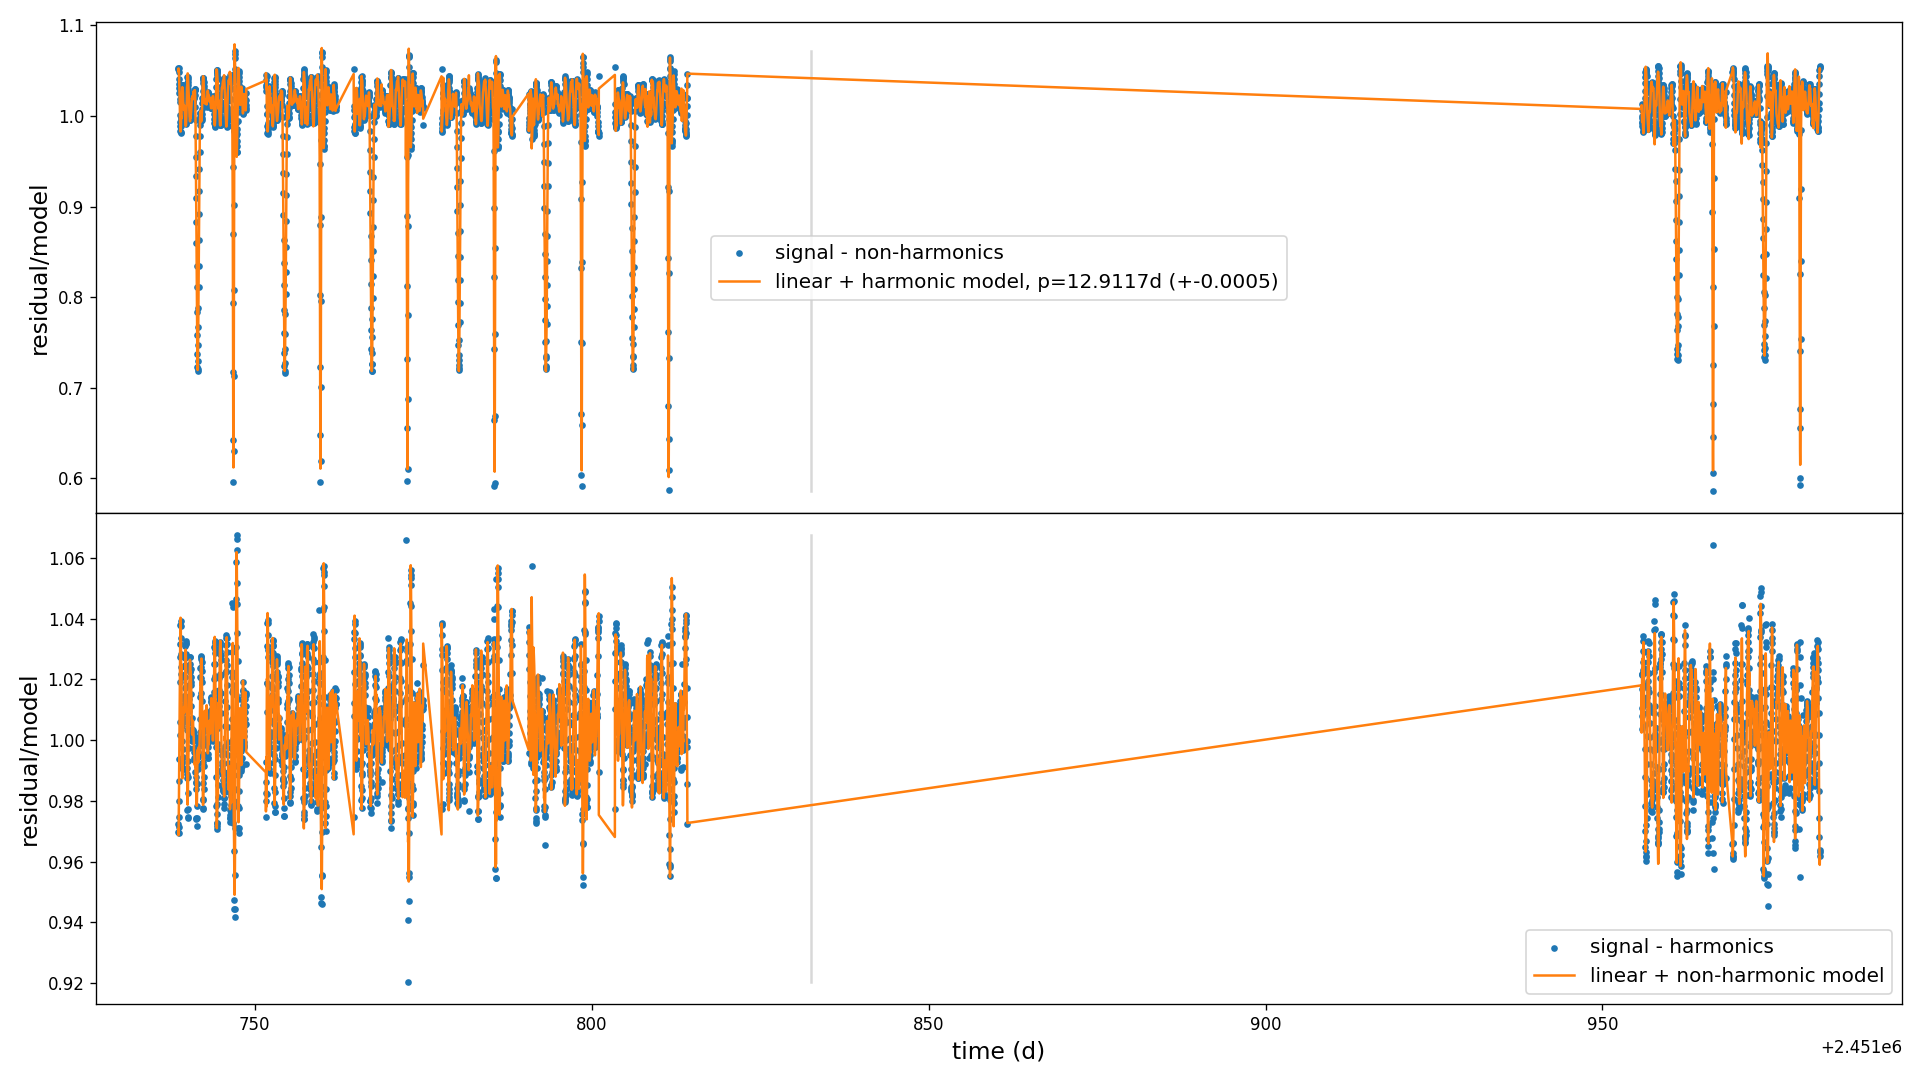 1.1
1.0
0.9
0.8
0.7
0.6
residual/model
signal - non-harmonics
linear + harmonic model, p=12.9117d (+-0.0005)
1.06
1.04
1.02
1.00
0.98
0.96
0.94
0.92
residual/model
signal - harmonics
linear + non-harmonic model
750
800
850
900
950
time (d)
+2.451e6